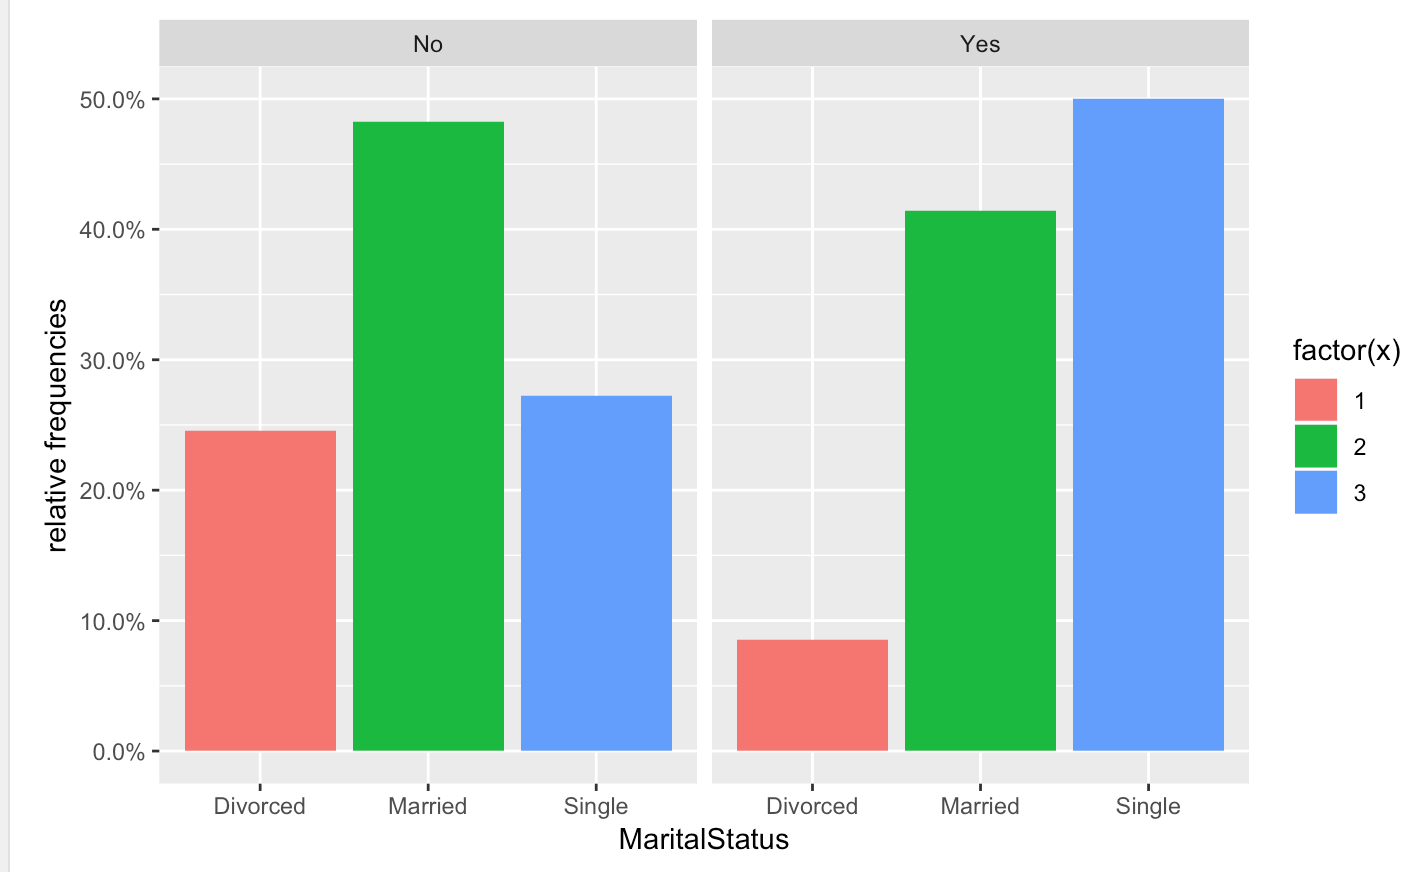 No
Yes
50.0%
40.0%
30.0%
20.0%
10.0%
0.0%
relative frequencies
Divorced Married Single Divorced Married Single
MaritalStatus
factor(x)
1
2
3